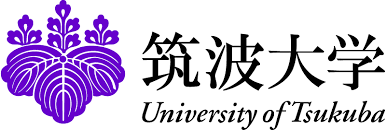 筑波大学
University of Tsukuba